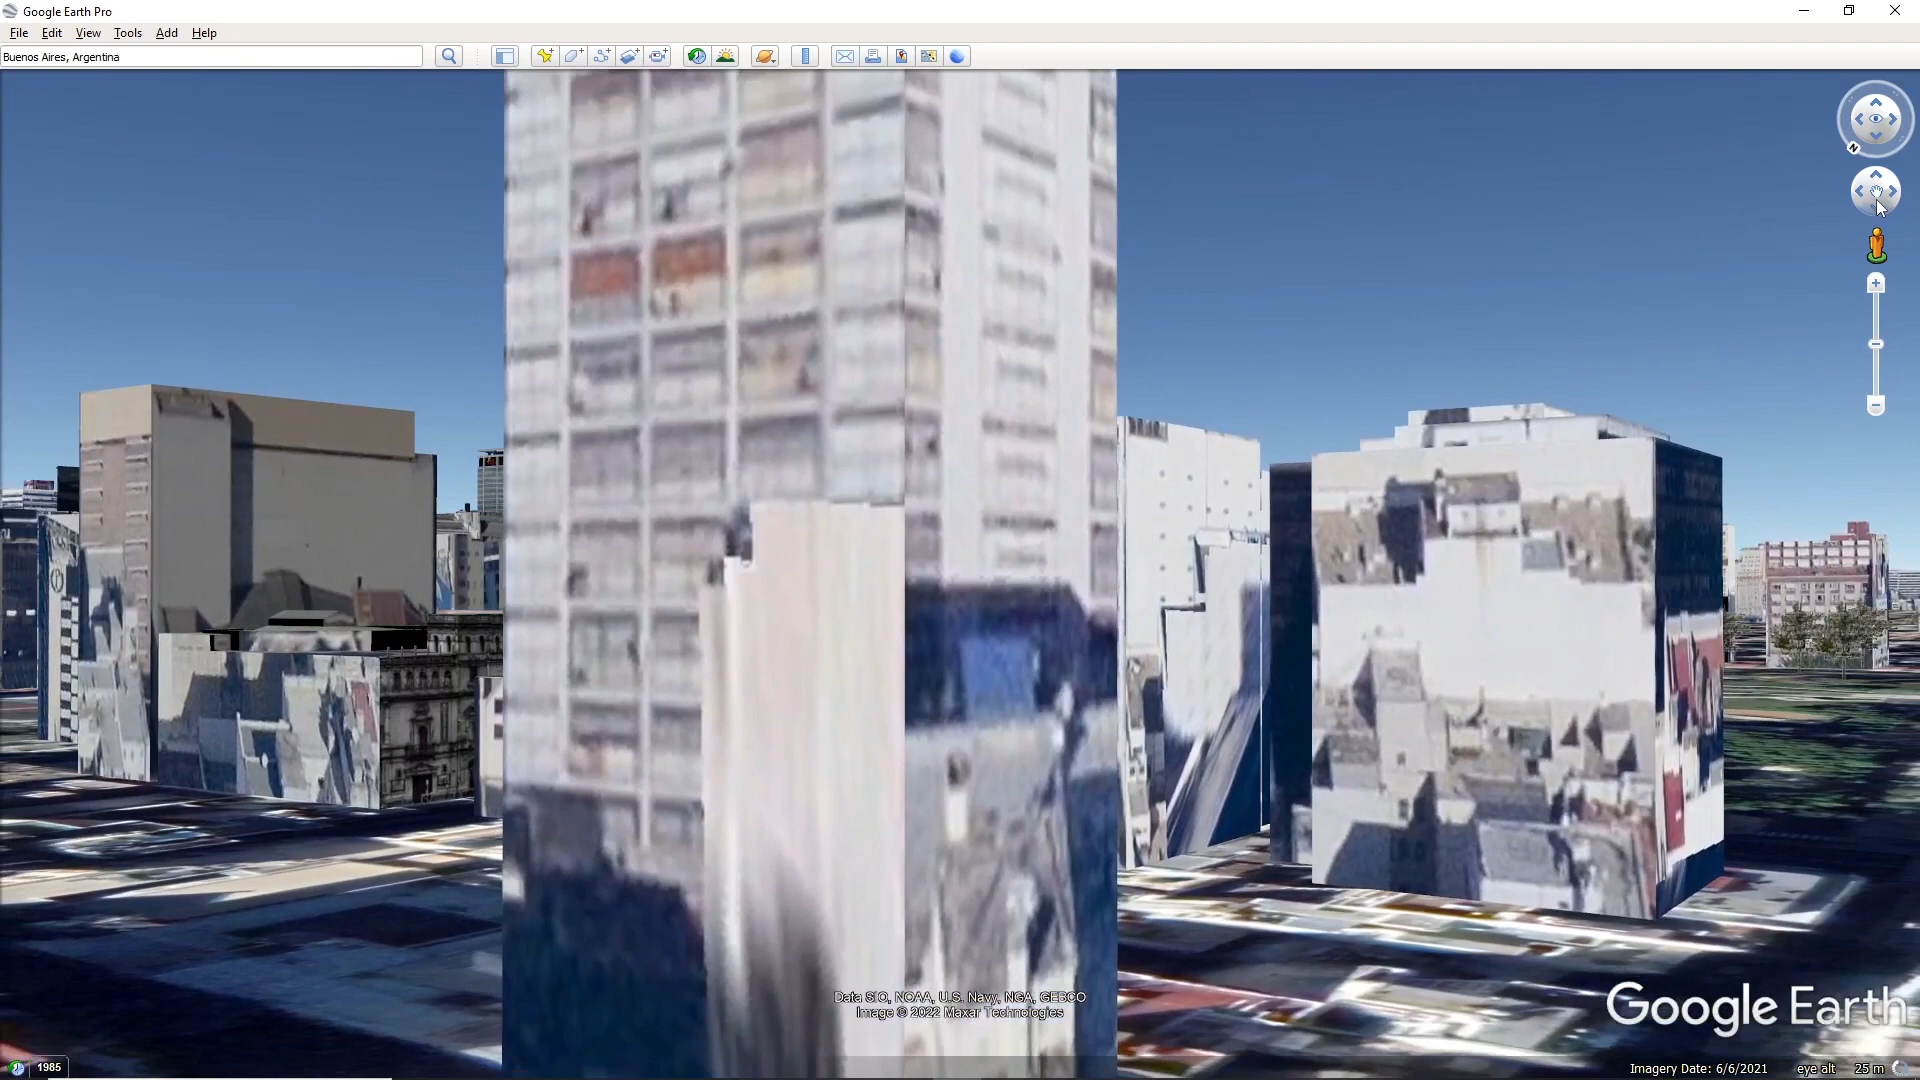 Google Earth Pro
File Edit View Tools Add Help
Buenos Aires, Argentina
N
Data SIO, NOAA, U.S. Navy, NGA, GEBCO
Image © 2022 Maxar Technologies
Google Earth
1985
Imagery Date: 6/6/2021 eye alt 25 m